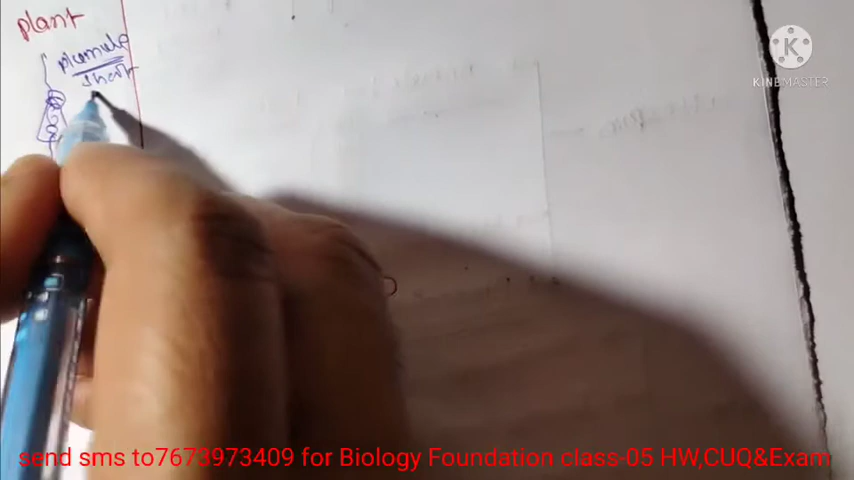 plant
plumule
shoot
KINEMASTER
send sms to7673973409 for Biology Foundation class-05 HW,CUQ&Exam